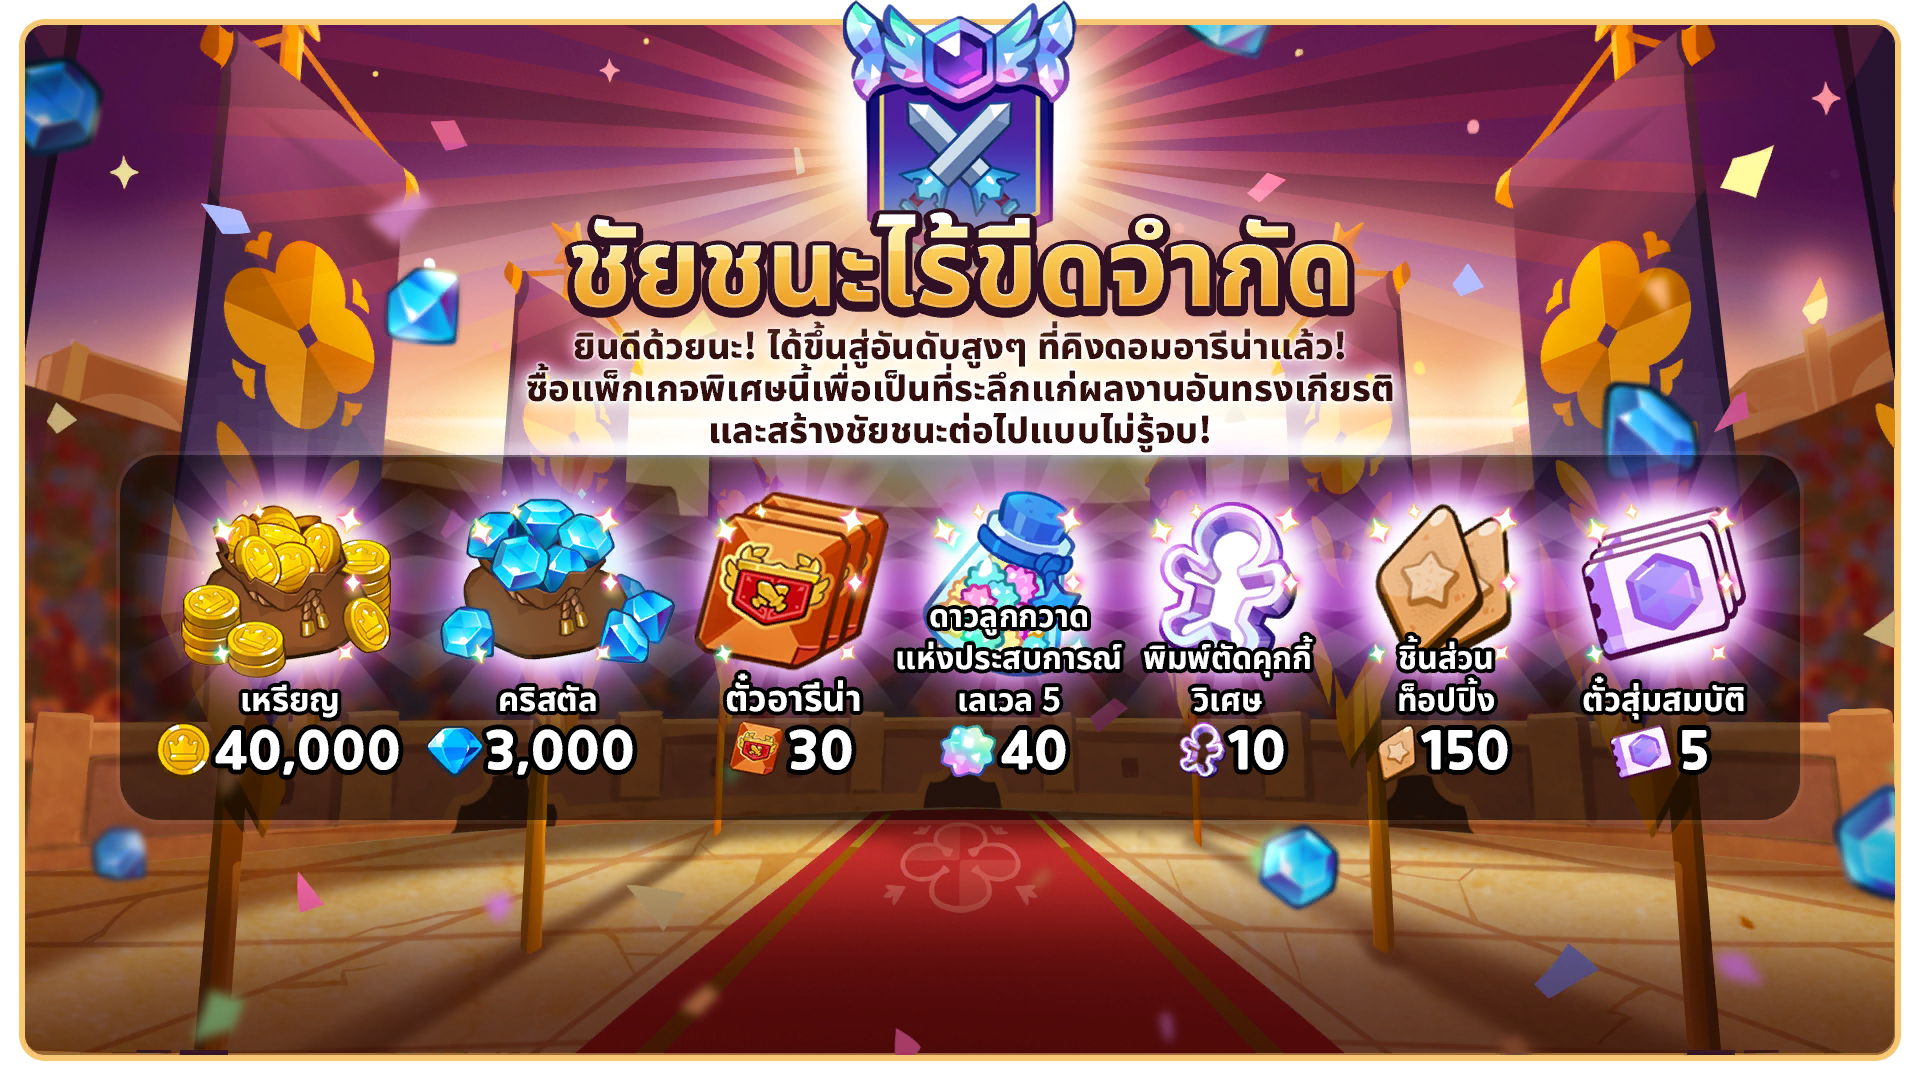 ชัยชนะไร้ขีดจำกัด
ยินดีด้วยนะ! ได้ขึ้นสู่อันดับสูงๆ ที่คิงดอมอารีน่าแล้ว!
ซื้อแพ็กเกจพิเศษนี้เพื่อเป็นที่ระลึกแก่ผลงานอันทรงเกียรติ
และสร้างชัยชนะต่อไปแบบไม่รู้จบ!
เหรียญ
40,000
คริสตัล
3,000
ตั๋วอารีน่า
30
ดาวลูกกวาด
แห่งประสบการณ์
เลเวล 5
40
พิมพ์ตัดคุกกี้
วิเศษ
10
ชิ้นส่วน
ท็อปปิ้ง
150
ตั๋วสุ่มสมบัติ
5